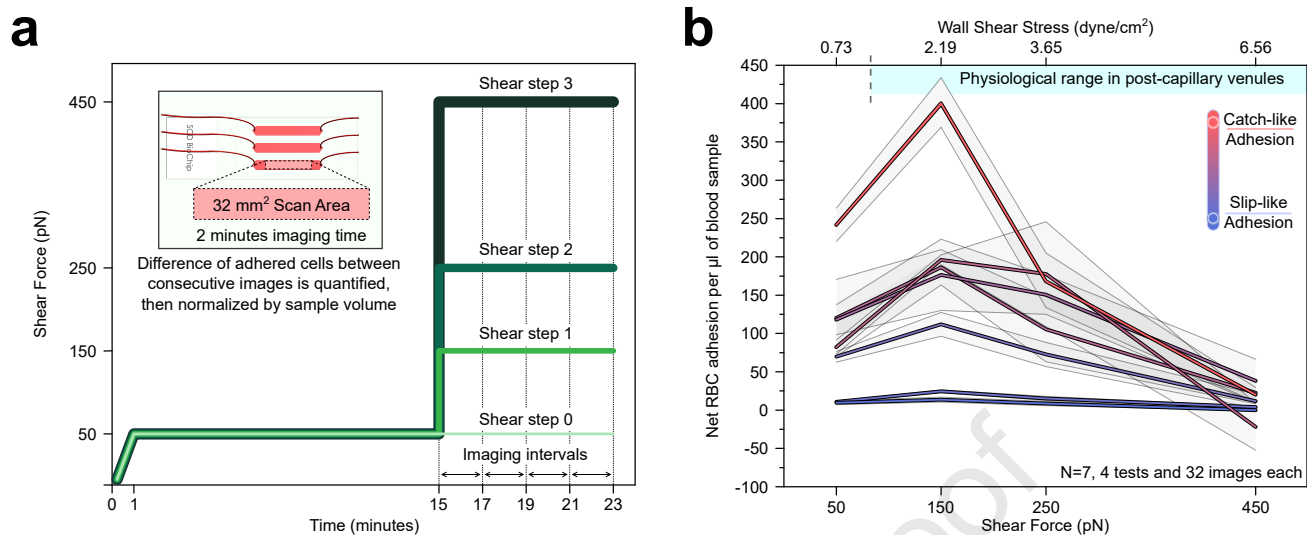 a
Shear Force (pN)
450
250
150
50
0
1
15
17
19
21
23
Time (minutes)
SCD BioChip
32 mm² Scan Area
2 minutes imaging time
Difference of adhered cells between
consecutive images is quantified,
then normalized by sample volume
Shear step 3
Shear step 2
Shear step 1
Shear step 0
Imaging intervals
b
Wall Shear Stress (dyne/cm²)
0.73
2.19
3.65
6.56
Physiological range in post-capillary venules
Net RBC adhesion per µl of blood sample
450
400
350
300
250
200
150
100
50
0
-50
-100
Catch-like
Adhesion
Slip-like
Adhesion
N=7, 4 tests and 32 images each
50
150
250
450
Shear Force (pN)
oof